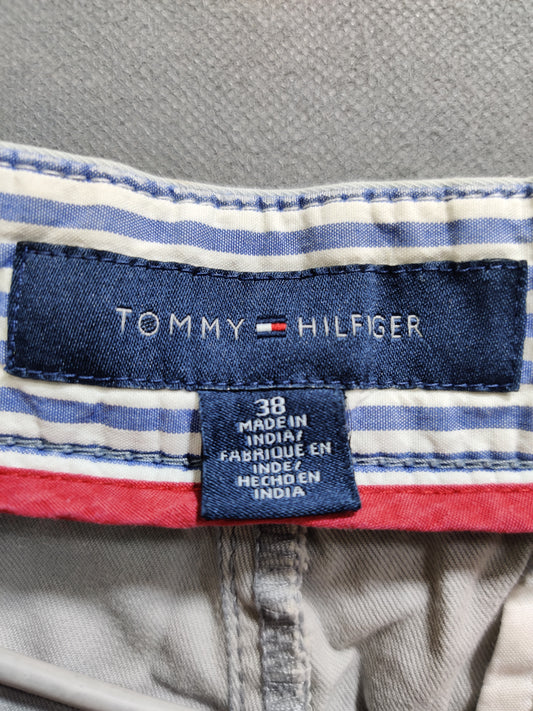 TOMMY HILFIGER
38
MADE IN
INDIA/
FABRIQUE EN
INDE/
HECHO EN
INDIA